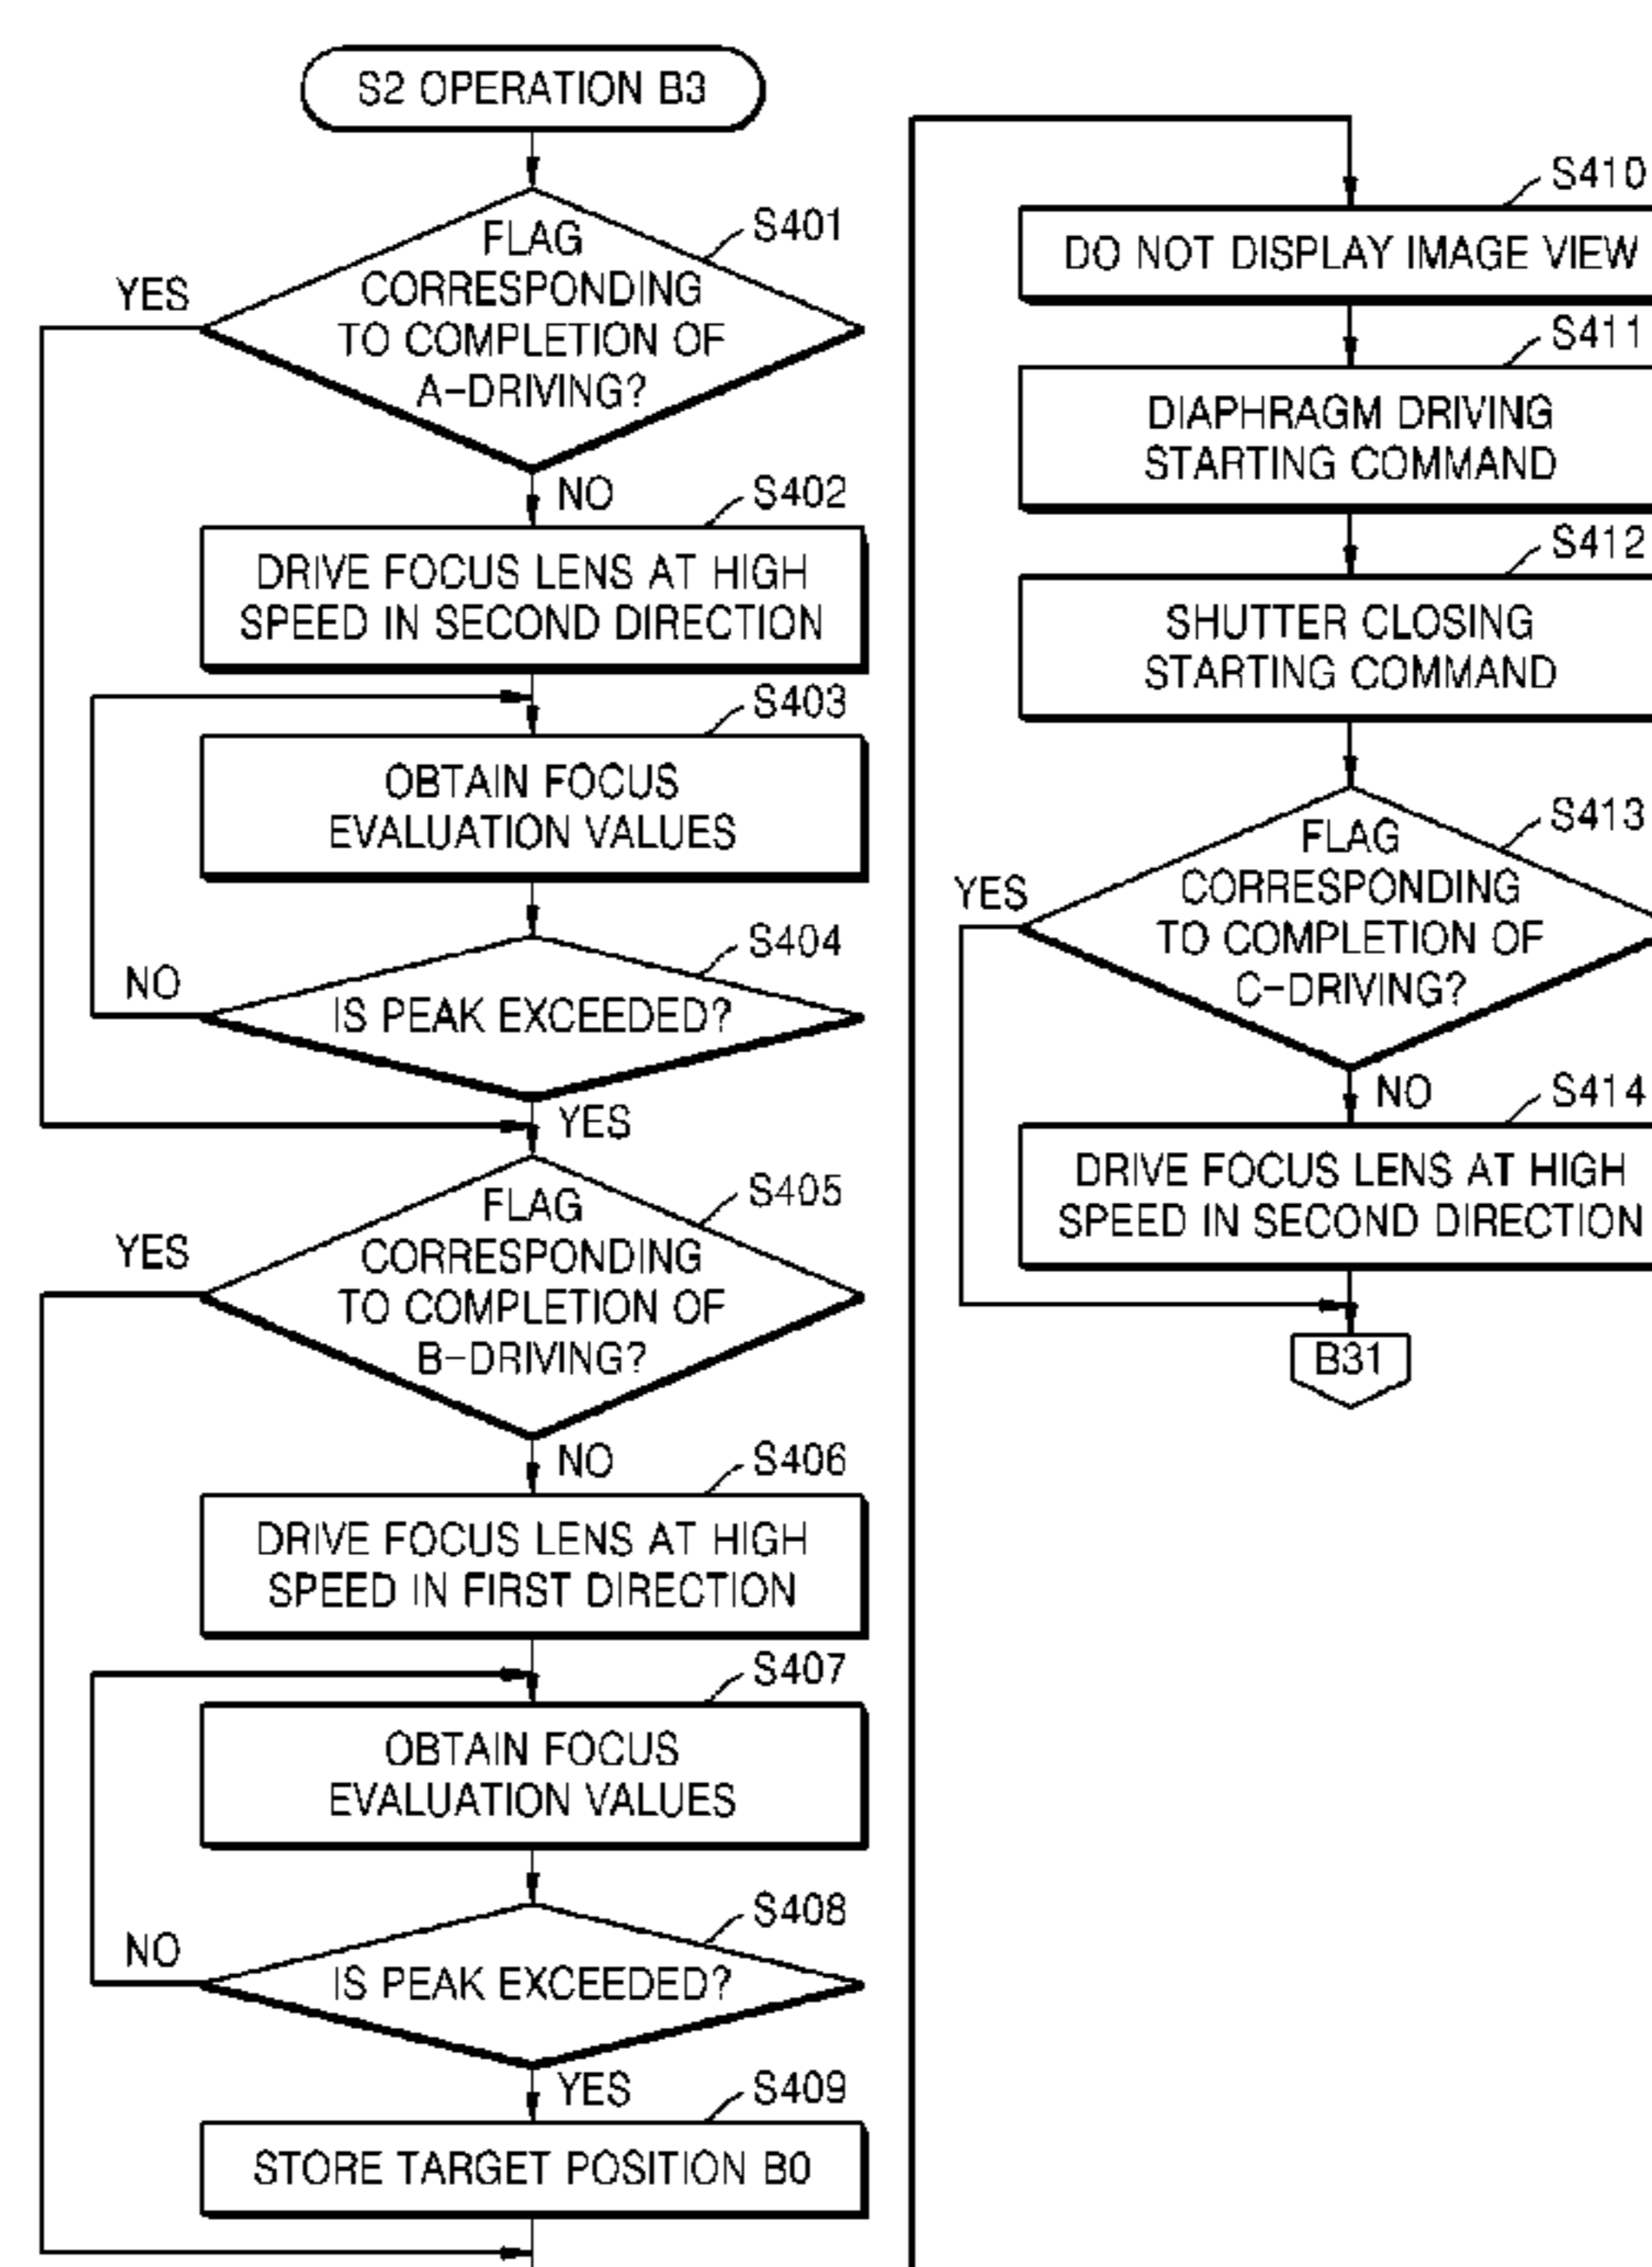 S2 OPERATION B3
S401
FLAG
CORRESPONDING
TO COMPLETION OF
A-DRIVING?
YES
NO
S402
DRIVE FOCUS LENS AT HIGH
SPEED IN SECOND DIRECTION
S403
OBTAIN FOCUS
EVALUATION VALUES
S404
IS PEAK EXCEEDED?
NO
YES
S405
FLAG
CORRESPONDING
TO COMPLETION OF
B-DRIVING?
YES
NO
S406
DRIVE FOCUS LENS AT HIGH
SPEED IN FIRST DIRECTION
S407
OBTAIN FOCUS
EVALUATION VALUES
S408
IS PEAK EXCEEDED?
NO
YES
S409
STORE TARGET POSITION B0
S410
DO NOT DISPLAY IMAGE VIEW
S411
DIAPHRAGM DRIVING
STARTING COMMAND
S412
SHUTTER CLOSING
STARTING COMMAND
S413
FLAG
CORRESPONDING
TO COMPLETION OF
C-DRIVING?
YES
NO
S414
DRIVE FOCUS LENS AT HIGH
SPEED IN SECOND DIRECTION
B31